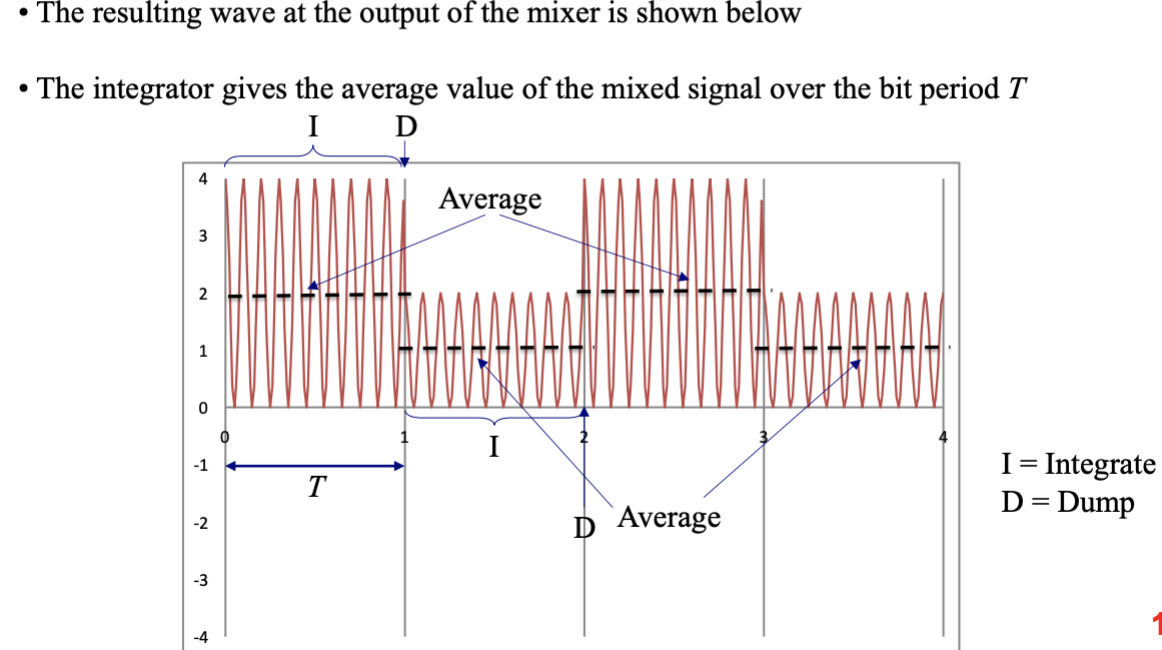 • The resulting wave at the output of the mixer is shown below
• The integrator gives the average value of the mixed signal over the bit period T
I D
4
Average
3
2
1
0
0 1 2 3 4
I
-1
T
I = Integrate
D = Dump
-2
D Average
-3
-4
1